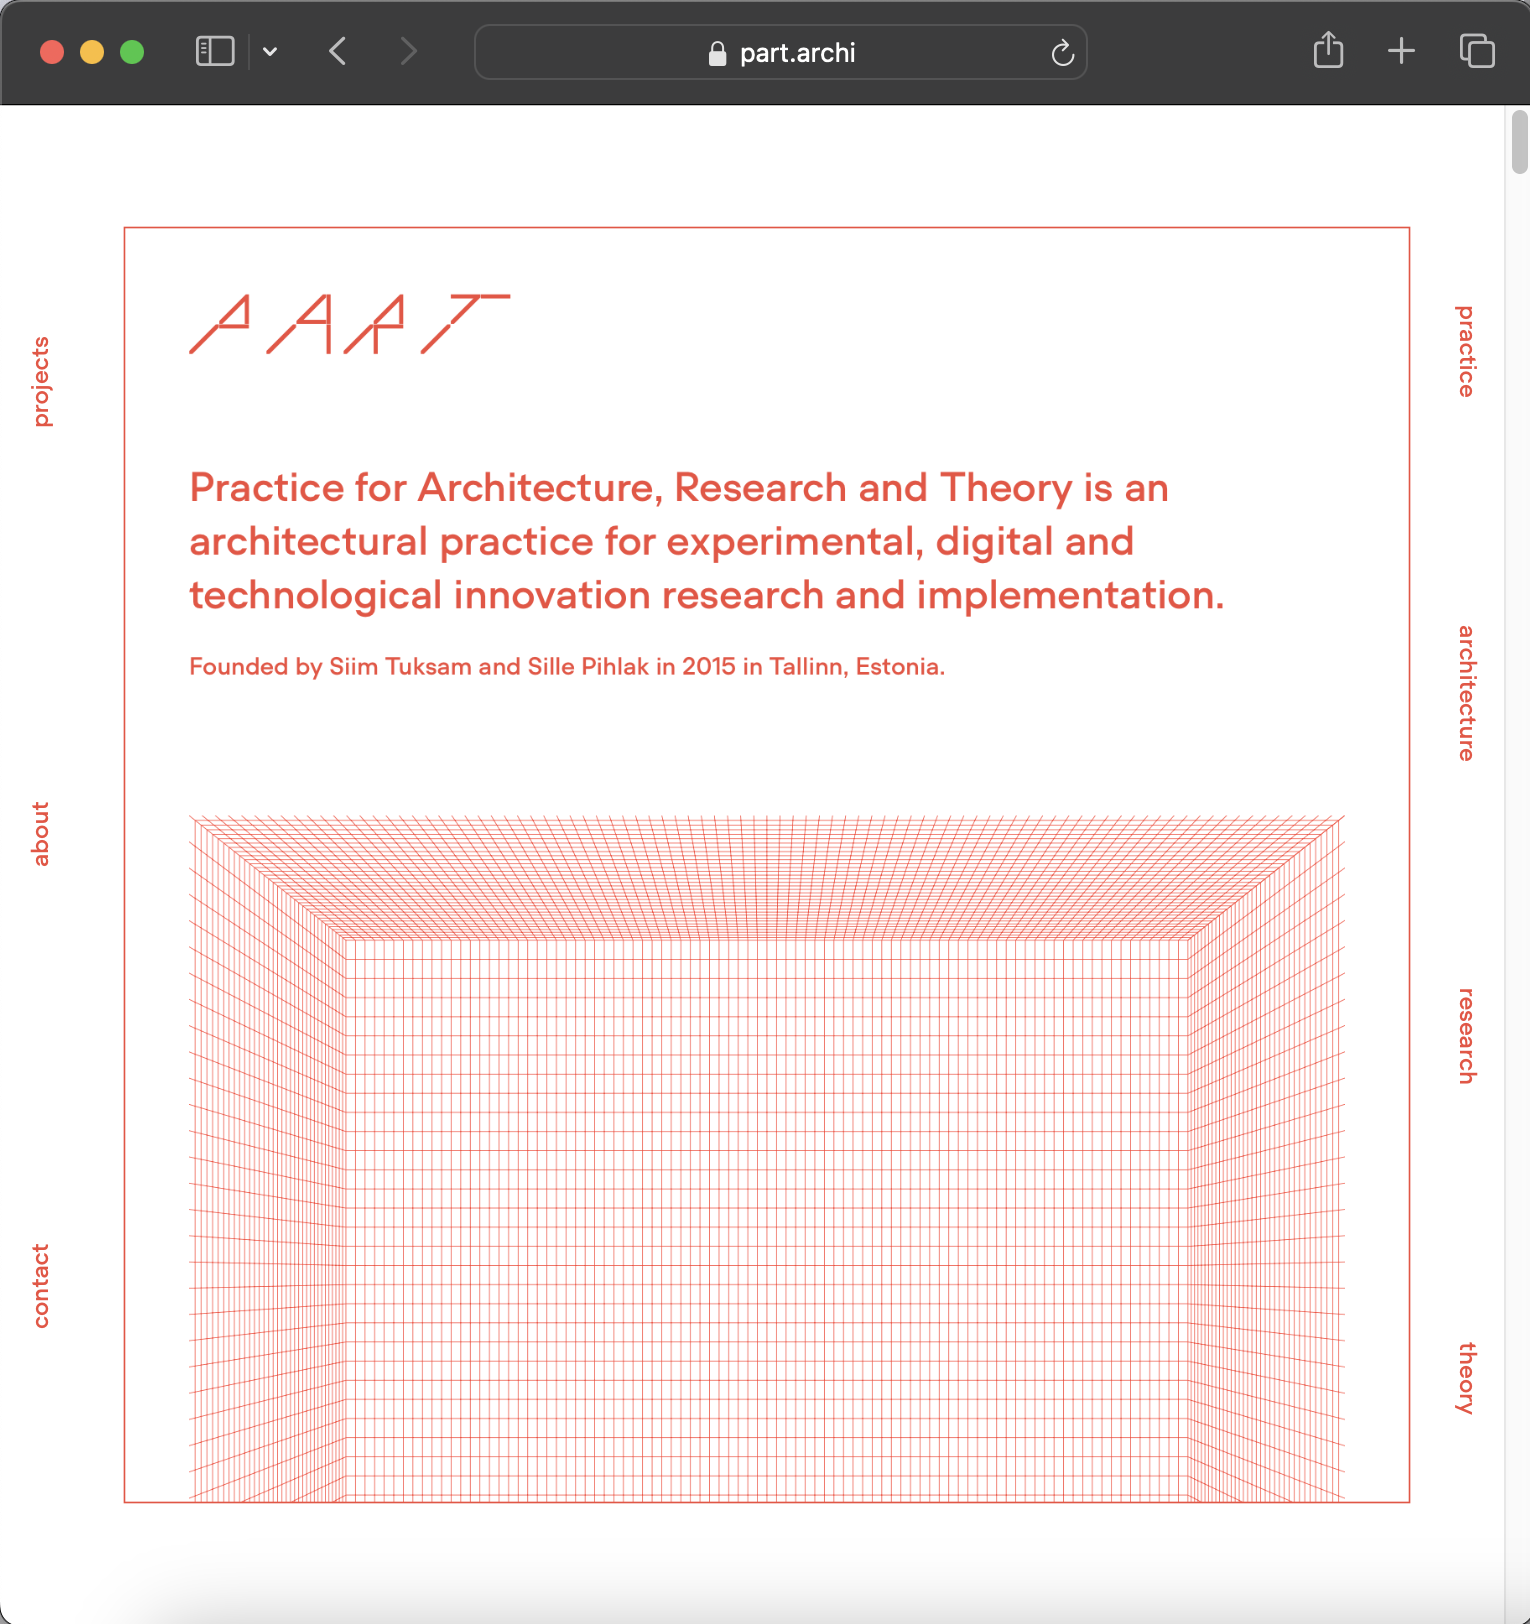 part.archi
PART
Practice for Architecture, Research and Theory is an
architectural practice for experimental, digital and
technological innovation research and implementation.
Founded by Siim Tuksam and Sille Pihlak in 2015 in Tallinn, Estonia.
projects
about
contact
practice
architecture
research
theory